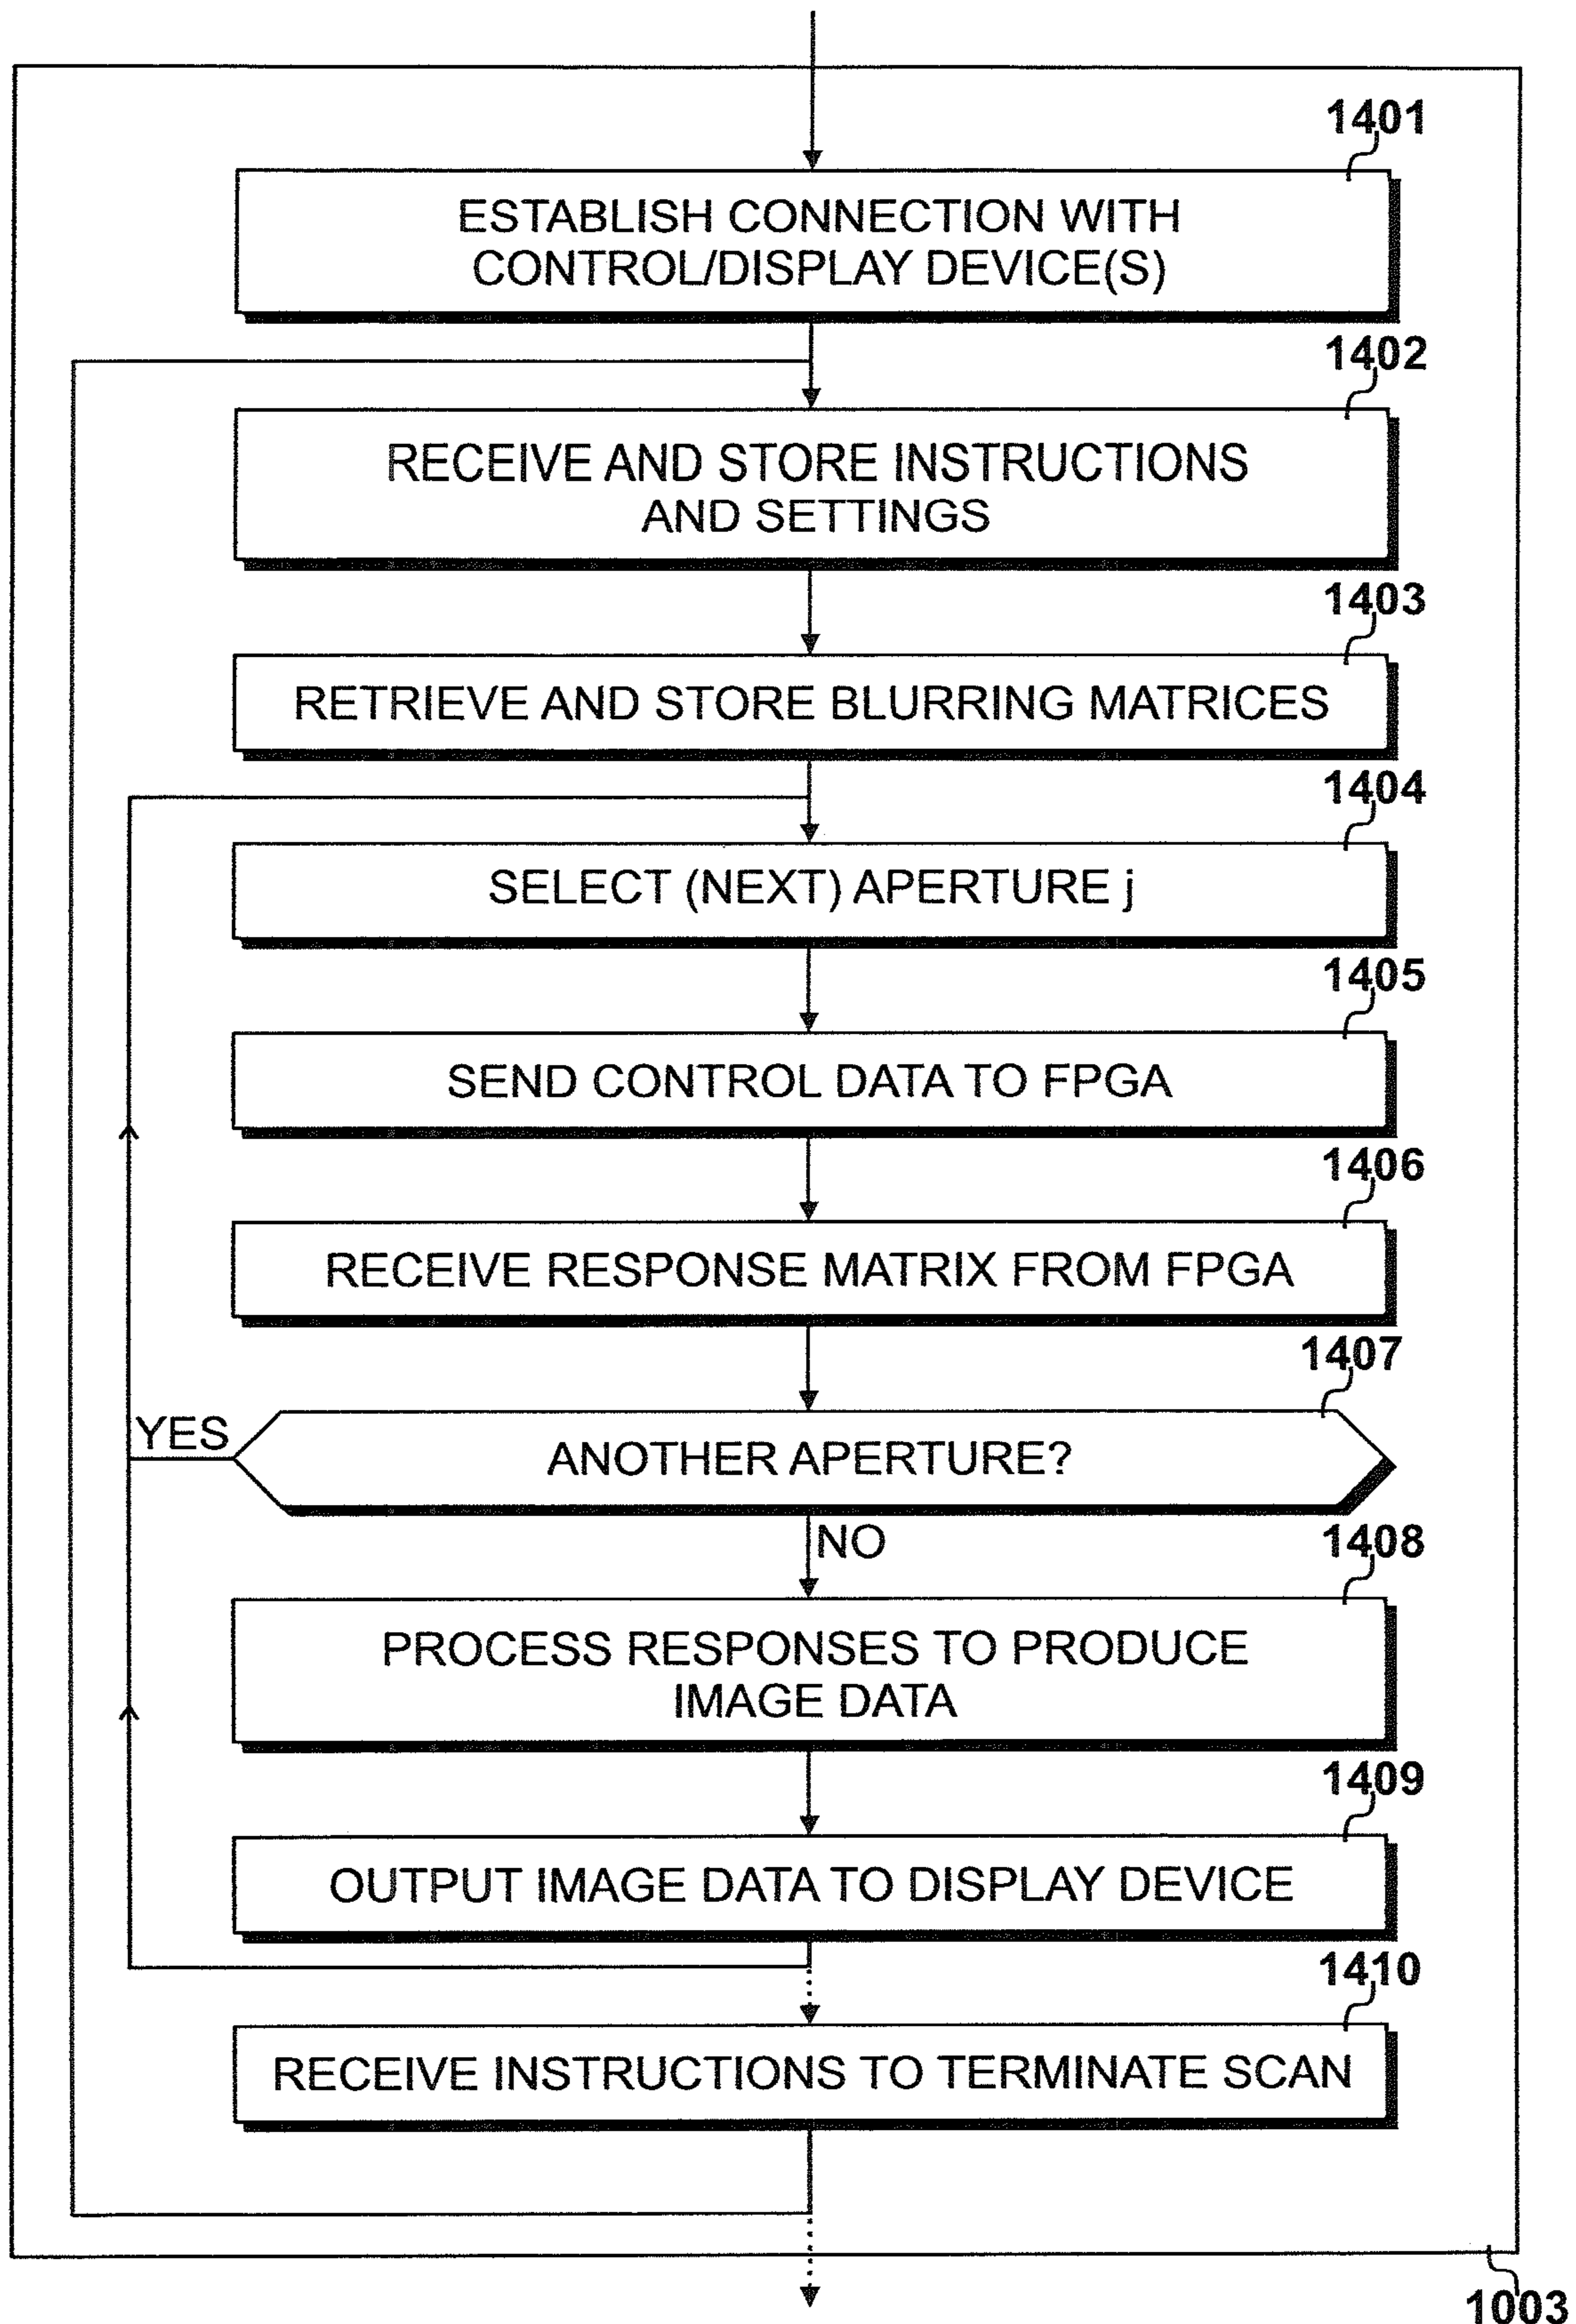 1401
ESTABLISH CONNECTION WITH
CONTROL/DISPLAY DEVICE(S)
1402
RECEIVE AND STORE INSTRUCTIONS
AND SETTINGS
1403
RETRIEVE AND STORE BLURRING MATRICES
1404
SELECT (NEXT) APERTURE j
1405
SEND CONTROL DATA TO FPGA
1406
RECEIVE RESPONSE MATRIX FROM FPGA
1407
YES
ANOTHER APERTURE?
NO
1408
PROCESS RESPONSES TO PRODUCE
IMAGE DATA
1409
OUTPUT IMAGE DATA TO DISPLAY DEVICE
1410
RECEIVE INSTRUCTIONS TO TERMINATE SCAN
1003